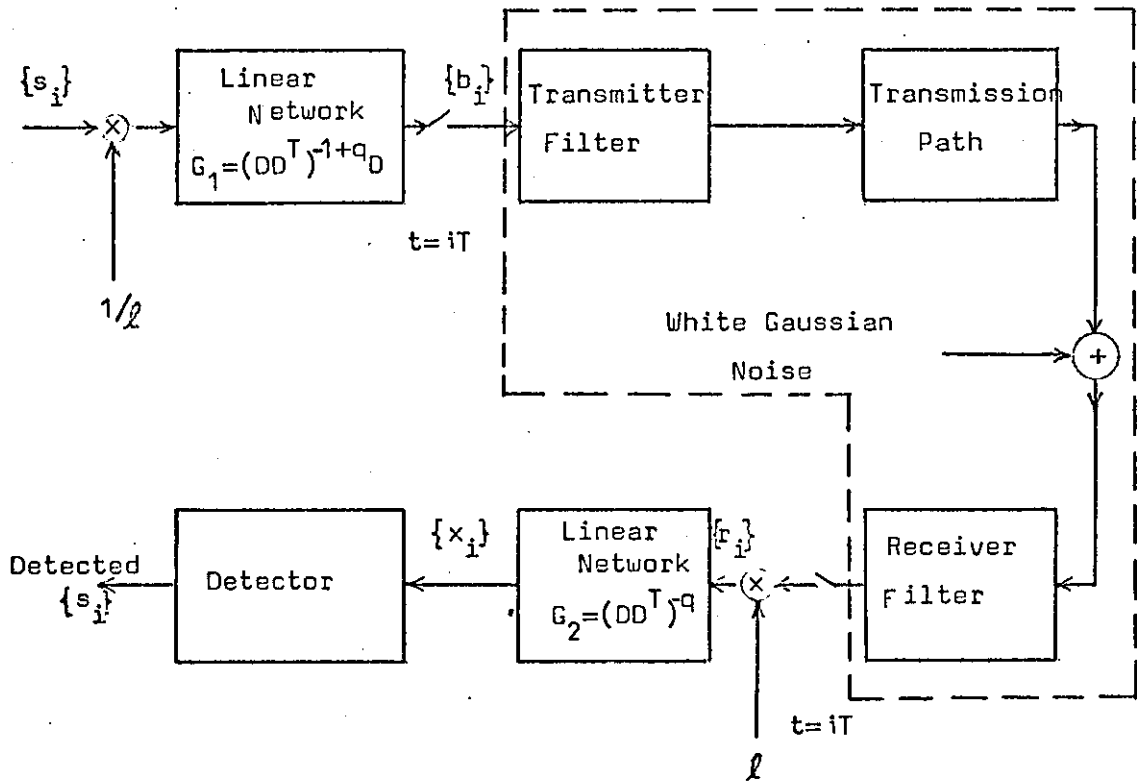 {s_i}
×
1/ℓ
Linear
Network
G_1=(DD^T)^{-1+q}D
{b_i}
t=iT
Transmitter
Filter
Transmission
Path
White Gaussian
Noise
+
Receiver
Filter
t=iT
×
ℓ
{r_i}
Linear
Network
G_2=(DD^T)^{-q}
{x_i}
Detector
Detected
{s_i}